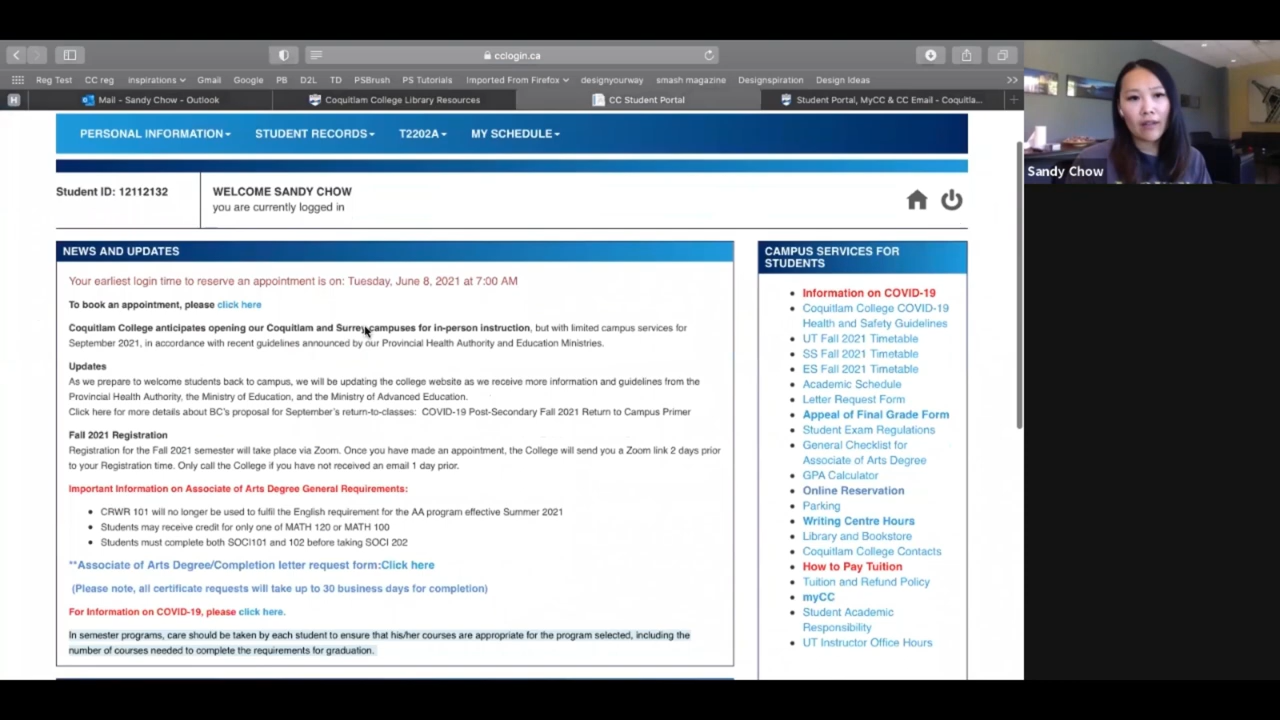 cclogin.ca
Reg Test CC reg inspirations Gmail Google PB D2L TD PSBrush PS Tutorials Imported From Firefox designyourway smash magazine Designspiration Design Ideas >>
H Mail - Sandy Chow - Outlook Coquitlam College Library Resources CC Student Portal Student Portal, MyCC & CC Email - Coquitla... +
PERSONAL INFORMATION STUDENT RECORDS T2202A MY SCHEDULE
Student ID: 12112132
WELCOME SANDY CHOW
you are currently logged in
NEWS AND UPDATES
Your earliest login time to reserve an appointment is on: Tuesday, June 8, 2021 at 7:00 AM
To book an appointment, please click here
Coquitlam College anticipates opening our Coquitlam and Surrey campuses for in-person instruction, but with limited campus services for
September 2021, in accordance with recent guidelines announced by our Provincial Health Authority and Education Ministries.
Updates
As we prepare to welcome students back to campus, we will be updating the college website as we receive more information and guidelines from the
Provincial Health Authority, the Ministry of Education, and the Ministry of Advanced Education.
Click here for more details about BC's proposal for September's return-to-classes: COVID-19 Post-Secondary Fall 2021 Return to Campus Primer
Fall 2021 Registration
Registration for the Fall 2021 semester will take place via Zoom. Once you have made an appointment, the College will send you a Zoom link 2 days prior
to your Registration time. Only call the College if you have not received an email 1 day prior.
Important Information on Associate of Arts Degree General Requirements:
• CRWR 101 will no longer be used to fulfil the English requirement for the AA program effective Summer 2021
• Students may receive credit for only one of MATH 120 or MATH 100
• Students must complete both SOCI101 and 102 before taking SOCI 202
**Associate of Arts Degree/Completion letter request form:Click here
(Please note, all certificate requests will take up to 30 business days for completion)
For Information on COVID-19, please click here.
In semester programs, care should be taken by each student to ensure that his/her courses are appropriate for the program selected, including the
number of courses needed to complete the requirements for graduation.
CAMPUS SERVICES FOR
STUDENTS
• Information on COVID-19
• Coquitlam College COVID-19
Health and Safety Guidelines
• UT Fall 2021 Timetable
• SS Fall 2021 Timetable
• ES Fall 2021 Timetable
• Academic Schedule
• Letter Request Form
• Appeal of Final Grade Form
• Student Exam Regulations
• General Checklist for
Associate of Arts Degree
• GPA Calculator
• Online Reservation
• Parking
• Writing Centre Hours
• Library and Bookstore
• Coquitlam College Contacts
• How to Pay Tuition
• Tuition and Refund Policy
• myCC
• Student Academic
Responsibility
• UT Instructor Office Hours
Sandy Chow